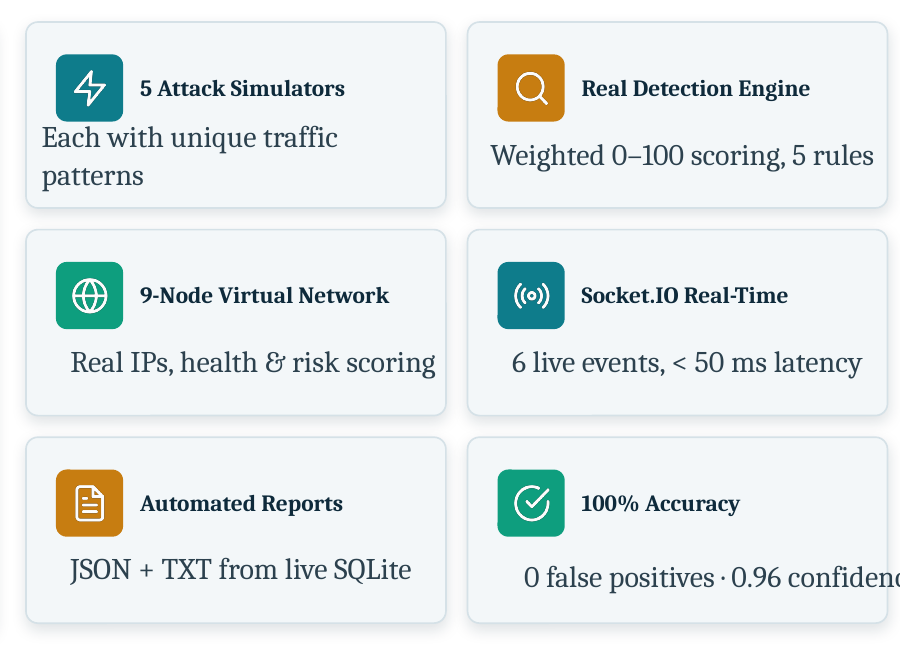 5 Attack Simulators
Each with unique traffic
patterns
Real Detection Engine
Weighted 0–100 scoring, 5 rules
9-Node Virtual Network
Real IPs, health & risk scoring
Socket.IO Real-Time
6 live events, < 50 ms latency
Automated Reports
JSON + TXT from live SQLite
100% Accuracy
0 false positives · 0.96